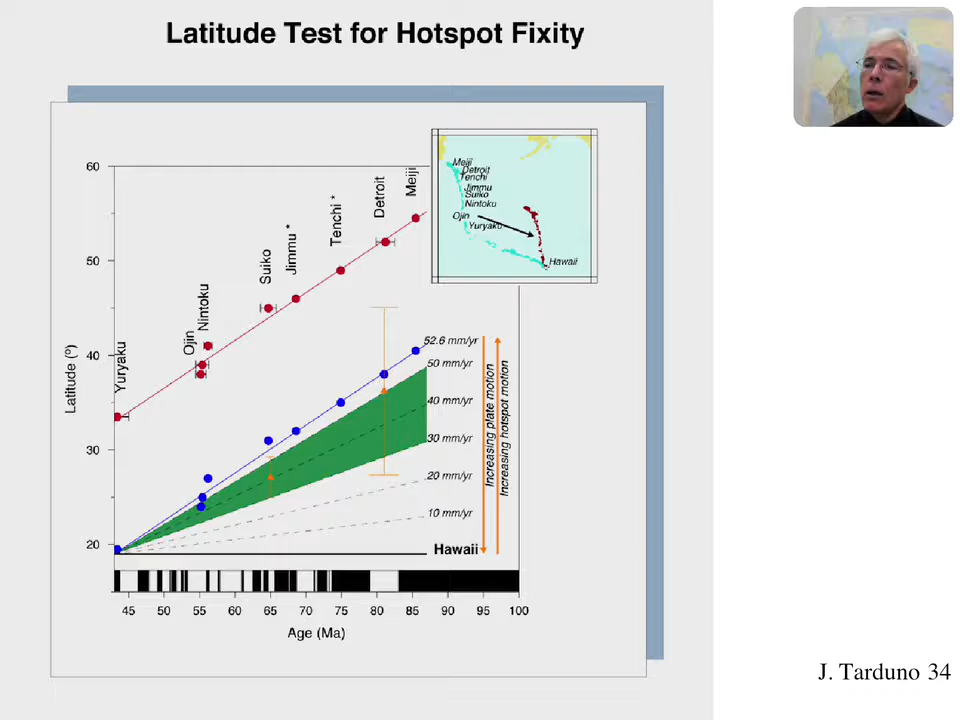 Latitude Test for Hotspot Fixity
Meiji
Detroit
Tenchi
Jimmu
Suiko
Nintoku
Ojin
Yuryaku
Hawaii
60
50
40
30
20
Latitude (º)
Yuryaku
Ojin
Nintoku
Suiko
Jimmu *
Tenchi *
Detroit
Meiji
52.6 mm/yr
50 mm/yr
40 mm/yr
30 mm/yr
20 mm/yr
10 mm/yr
Increasing plate motion
Increasing hotspot motion
Hawaii
45 50 55 60 65 70 75 80 85 90 95 100
Age (Ma)
J. Tarduno 34